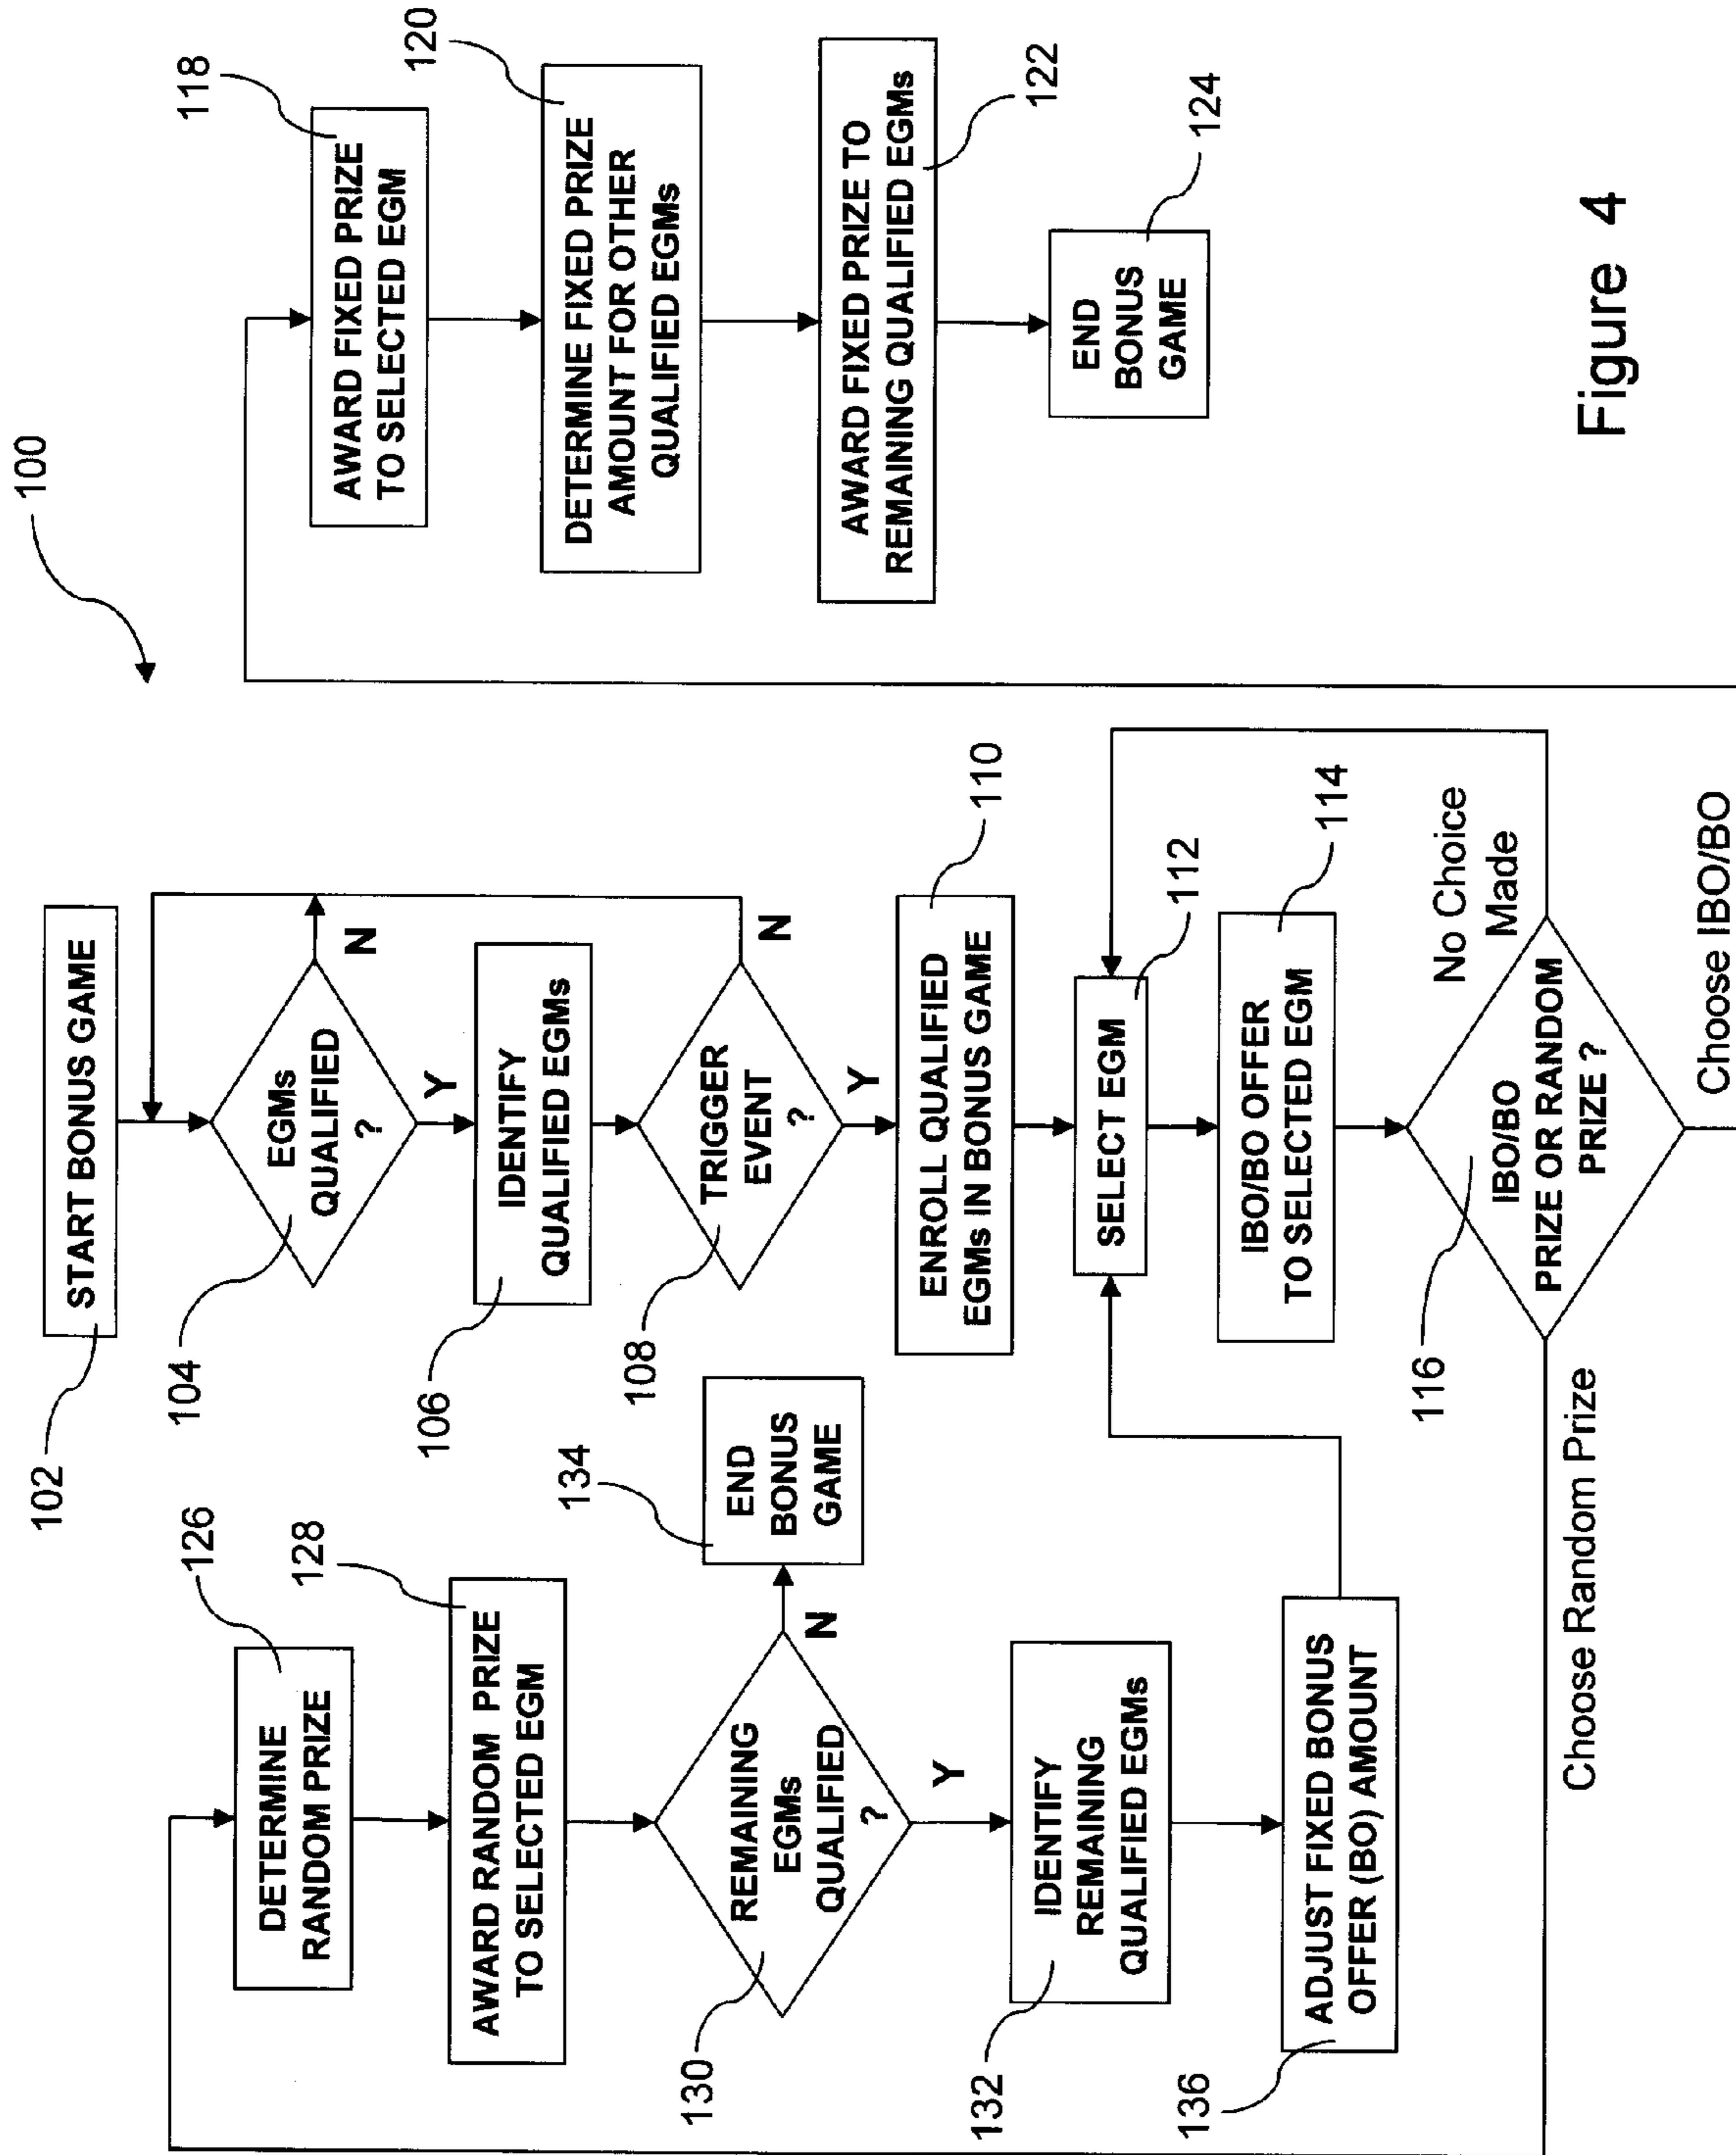 100
102
START BONUS GAME
104
EGMs
QUALIFIED
?
N
Y
106
IDENTIFY
QUALIFIED EGMs
108
TRIGGER
EVENT
?
N
Y
110
ENROLL QUALIFIED
EGMs IN BONUS GAME
112
SELECT EGM
114
IBO/BO OFFER
TO SELECTED EGM
116
IBO/BO
PRIZE OR RANDOM
PRIZE ?
No Choice
Made
Choose IBO/BO
Choose Random Prize
118
AWARD FIXED PRIZE
TO SELECTED EGM
120
DETERMINE FIXED PRIZE
AMOUNT FOR OTHER
QUALIFIED EGMs
122
AWARD FIXED PRIZE TO
REMAINING QUALIFIED EGMs
124
END
BONUS
GAME
126
DETERMINE
RANDOM PRIZE
128
AWARD RANDOM PRIZE
TO SELECTED EGM
130
REMAINING
EGMs
QUALIFIED
?
N
Y
134
END
BONUS
GAME
132
IDENTIFY
REMAINING
QUALIFIED EGMs
136
ADJUST FIXED BONUS
OFFER (BO) AMOUNT
Figure 4